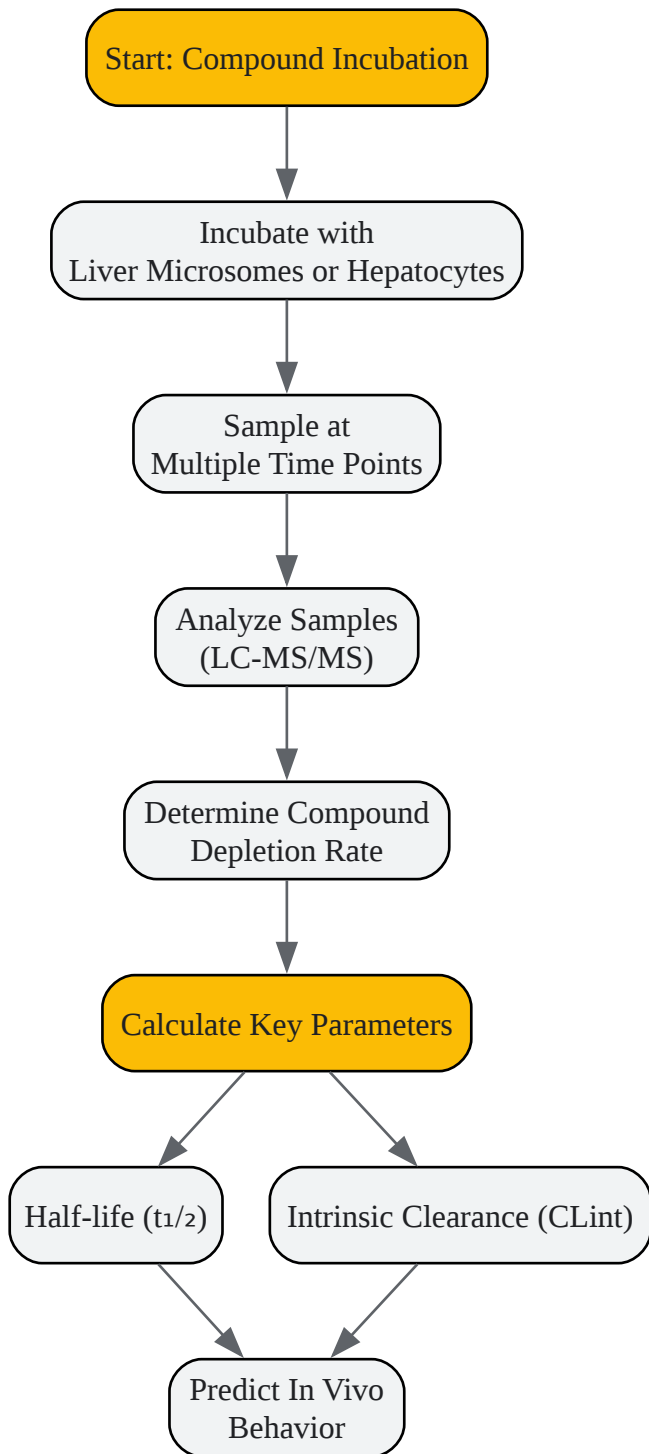 Start: Compound Incubation
Incubate with
Liver Microsomes or Hepatocytes
Sample at
Multiple Time Points
Analyze Samples
(LC-MS/MS)
Determine Compound
Depletion Rate
Calculate Key Parameters
Half-life (t₁/₂)
Intrinsic Clearance (CLint)
Predict In Vivo
Behavior